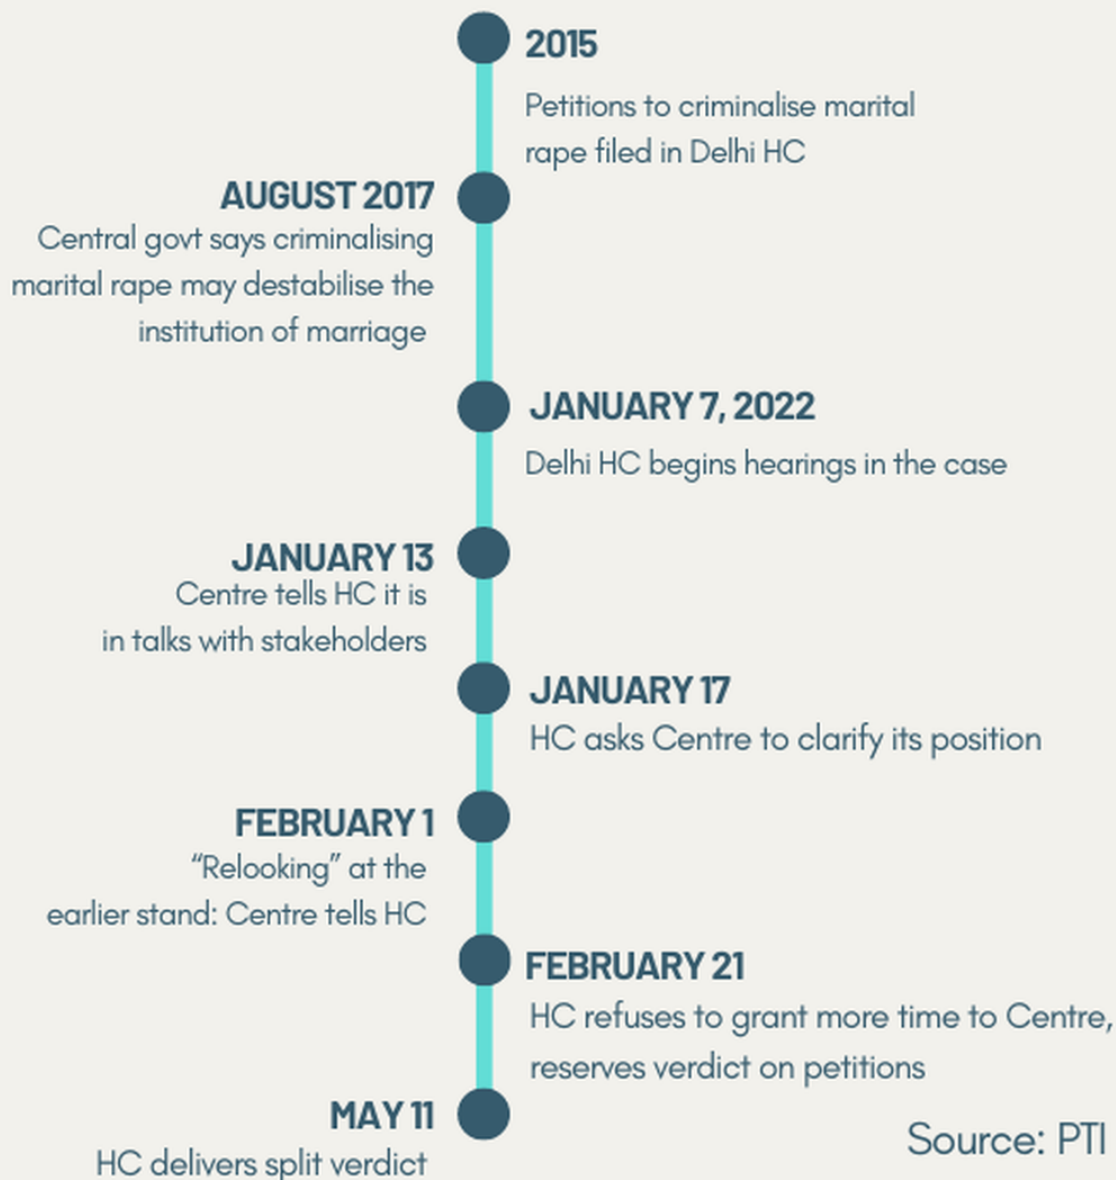 2015
Petitions to criminalise marital
rape filed in Delhi HC
AUGUST 2017
Central govt says criminalising
marital rape may destabilise the
institution of marriage
JANUARY 7, 2022
Delhi HC begins hearings in the case
JANUARY 13
Centre tells HC it is
in talks with stakeholders
JANUARY 17
HC asks Centre to clarify its position
FEBRUARY 1
“Relooking” at the
earlier stand: Centre tells HC
FEBRUARY 21
HC refuses to grant more time to Centre,
reserves verdict on petitions
MAY 11
HC delivers split verdict
Source: PTI